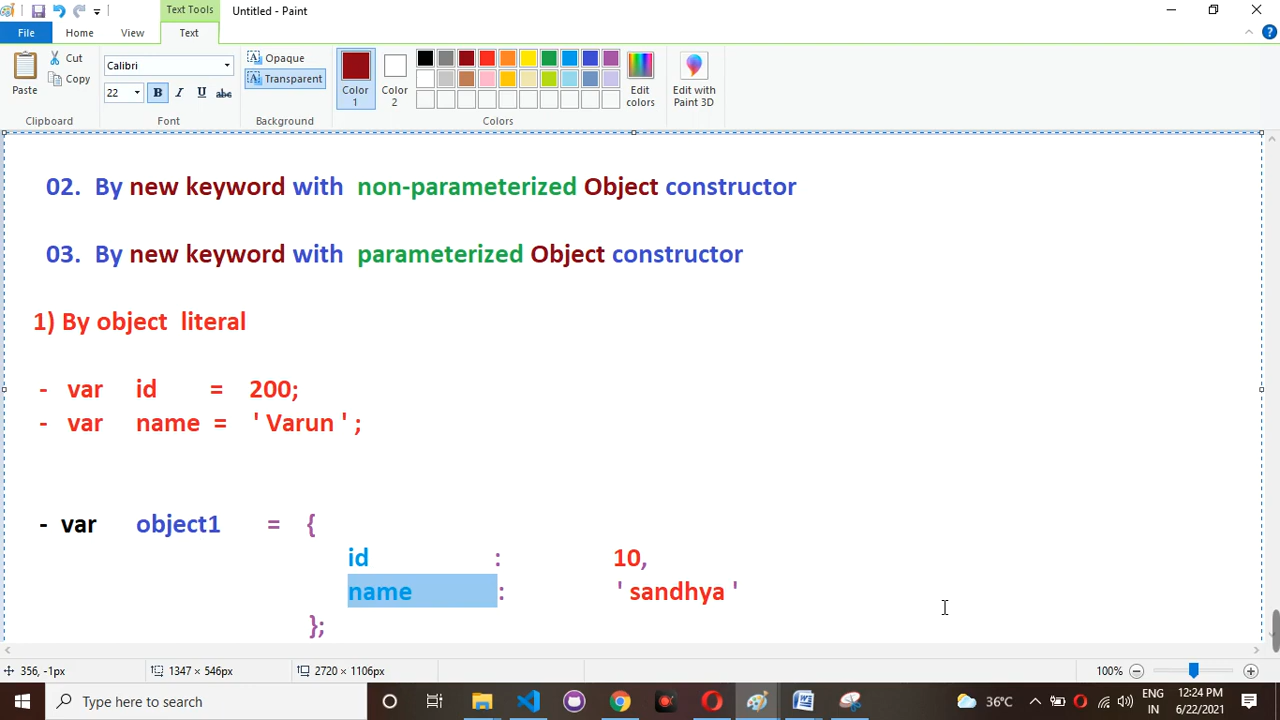 Text Tools
Untitled - Paint
File
Home
View
Text
Paste
Cut
Copy
Clipboard
Calibri
22
B I U abc
Font
Opaque
Transparent
Background
Color 1
Color 2
Edit colors
Edit with Paint 3D
Colors
02. By new keyword with non-parameterized Object constructor
03. By new keyword with parameterized Object constructor
1) By object literal
- var id = 200;
- var name = ' Varun ' ;
- var object1 = {
id : 10,
name : ' sandhya '
};
356, -1px
1347 × 546px
2720 × 1106px
100%
Type here to search
36°C
ENG
IN
12:24 PM
6/22/2021